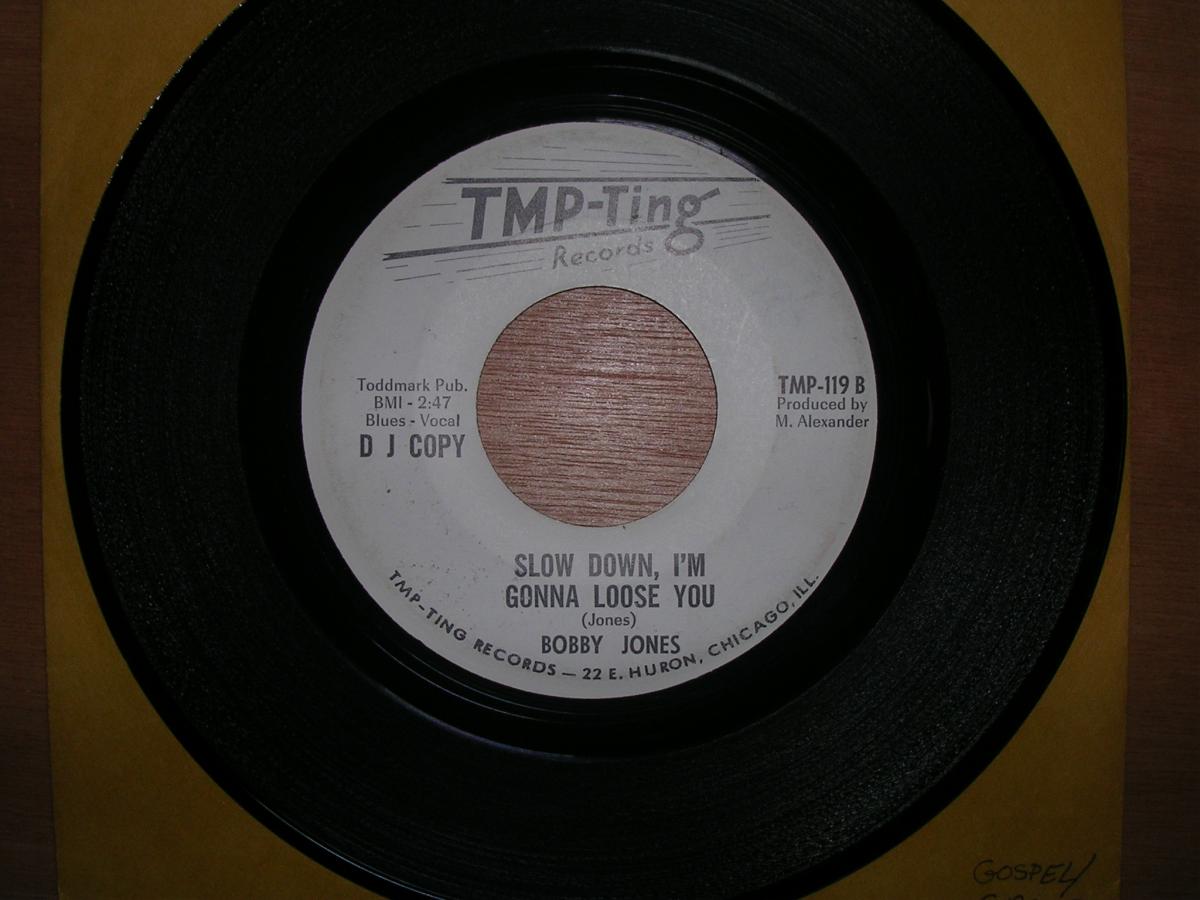 TMP-Ting
Records
Toddmark Pub.
BMI - 2:47
Blues - Vocal
D J COPY
TMP-119 B
Produced by
M. Alexander
SLOW DOWN, I'M
GONNA LOOSE YOU
(Jones)
BOBBY JONES
TMP-TING RECORDS — 22 E. HURON, CHICAGO, ILL.
GOSPEL/